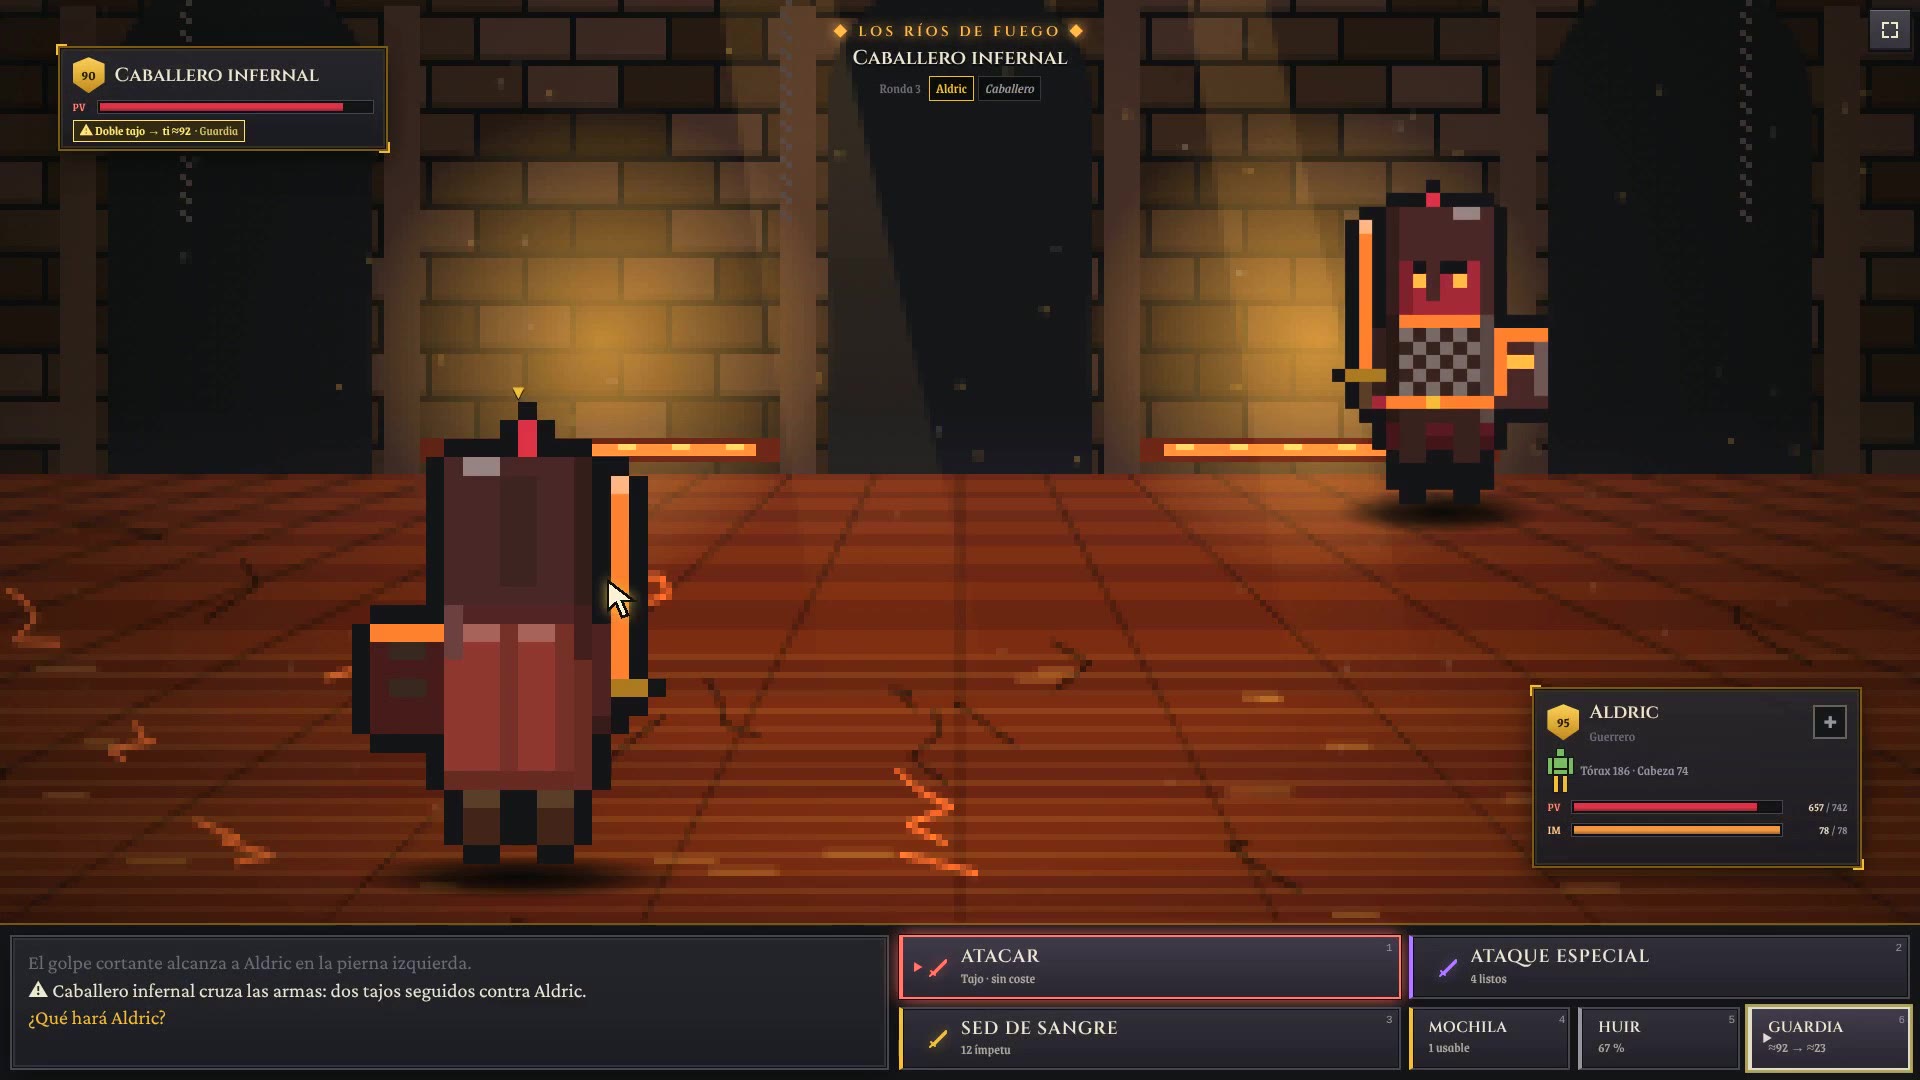 LOS RÍOS DE FUEGO
CABALLERO INFERNAL
Ronda 3 Aldric Caballero
90 CABALLERO INFERNAL
PV
Doble tajo → ti ≈92 · Guardia
95 ALDRIC
Guerrero
Tórax 186 · Cabeza 74
PV 657 / 742
IM 78 / 78
El golpe cortante alcanza a Aldric en la pierna izquierda.
Caballero infernal cruza las armas: dos tajos seguidos contra Aldric.
¿Qué hará Aldric?
ATACAR 1
Tajo · sin coste
ATAQUE ESPECIAL 2
4 listos
SED DE SANGRE 3
12 ímpetu
MOCHILA 4
1 usable
HUIR 5
67 %
GUARDIA 6
≈92 → ≈23